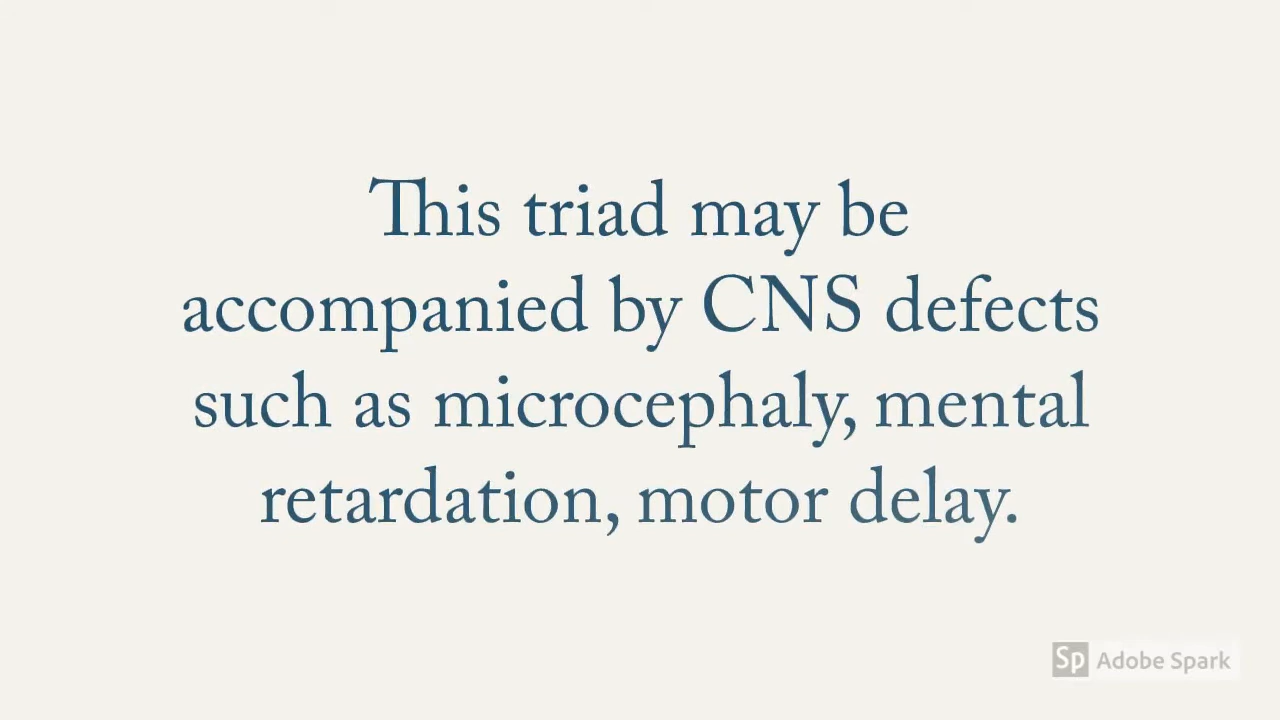 This triad may be
accompanied by CNS defects
such as microcephaly, mental
retardation, motor delay.
Sp Adobe Spark